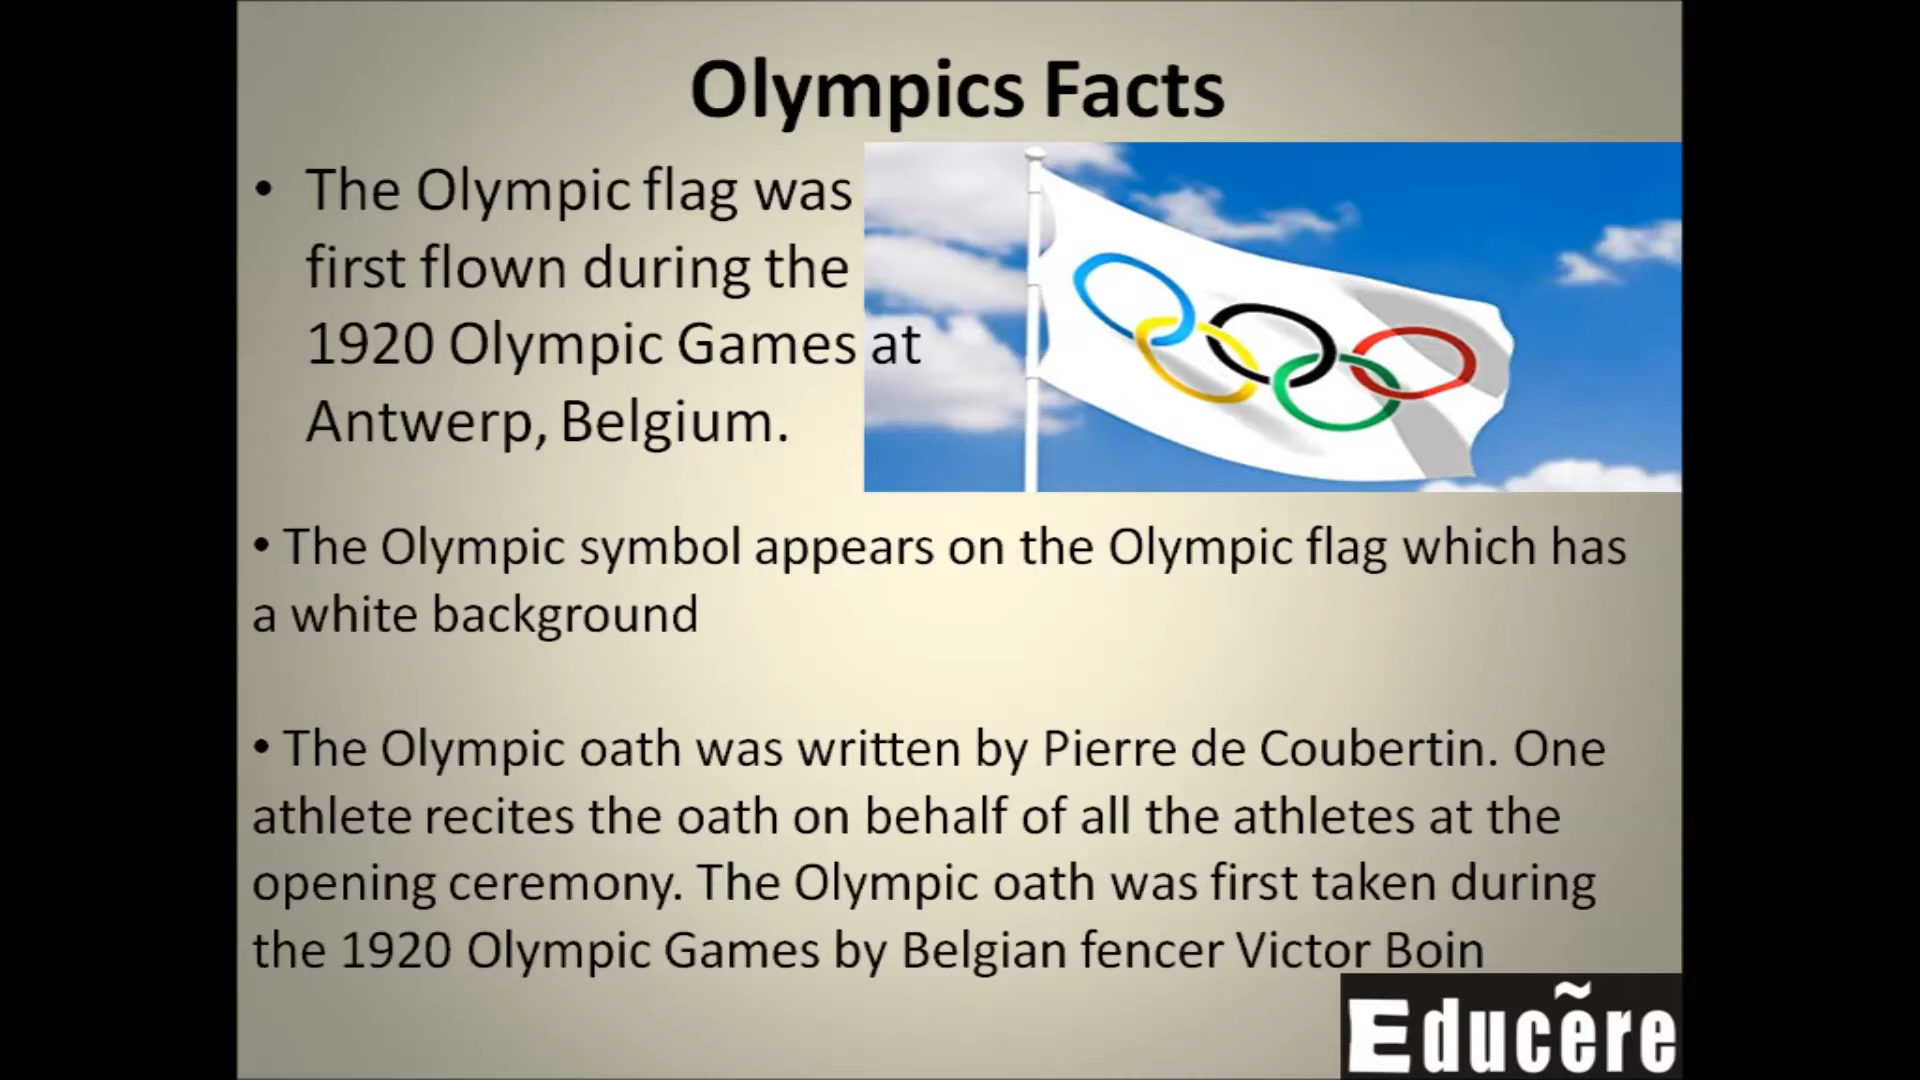 Olympics Facts
• The Olympic flag was
first flown during the
1920 Olympic Games at
Antwerp, Belgium.
• The Olympic symbol appears on the Olympic flag which has
a white background
• The Olympic oath was written by Pierre de Coubertin. One
athlete recites the oath on behalf of all the athletes at the
opening ceremony. The Olympic oath was first taken during
the 1920 Olympic Games by Belgian fencer Victor Boin
Educẽre